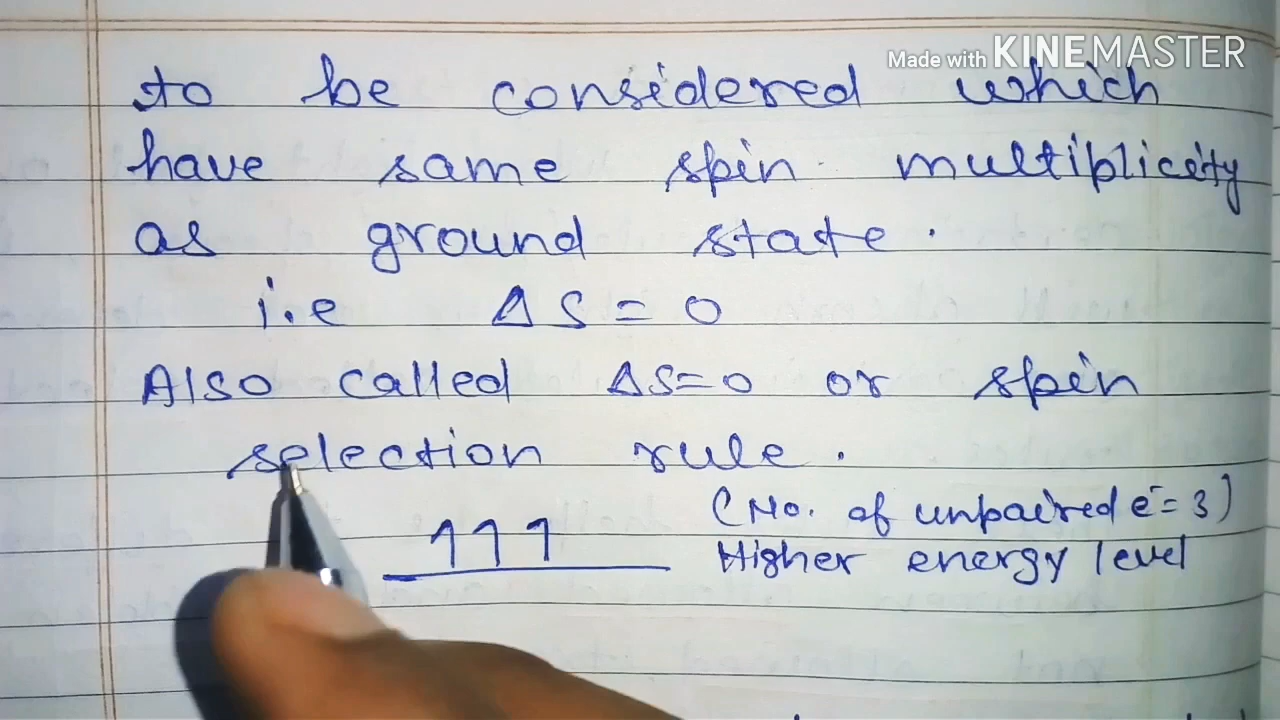 Made with KINEMASTER
to be considered which
have same spin multiplicity
as ground state.
i.e ΔS = 0
Also called ΔS=0 or spin
selection rule.
(No. of unpaired e⁻= 3)
111 Higher energy level